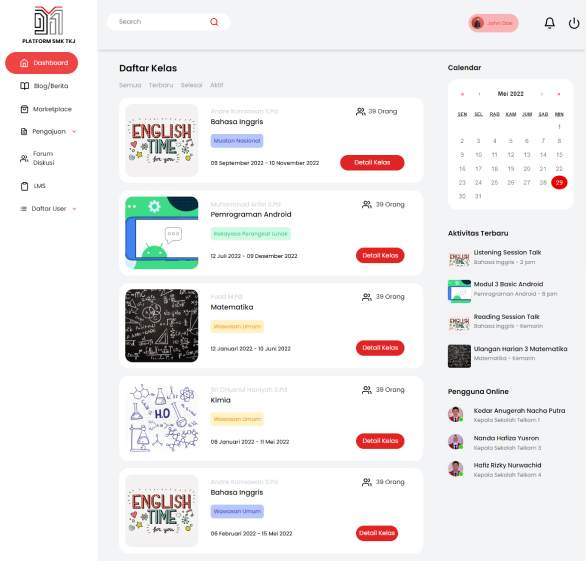 PLATFORM SMK TKJ
Dashboard
Blog/Berita
Marketplace
Pengajuan
Forum
Diskusi
LMS
Daftar User
Search
John Doe
Daftar Kelas
Semua Terbaru Selesai Aktif
Andre Kurniawan S.Pd
39 Orang
Bahasa Inggris
Muatan Nasional
09 September 2022 - 10 November 2022
Detail Kelas
ENGLISH
TIME
for you
Muhammad Arifin S.Pd
39 Orang
Pemrograman Android
Rekayasa Perangkat Lunak
12 Juli 2022 - 09 Desember 2022
Detail Kelas
Fuad M.Pd
39 Orang
Matematika
Wawasan Umum
12 Januari 2022 - 10 Juni 2022
Detail Kelas
Sri Chusnul Haniyah S.Pd
39 Orang
Kimia
Wawasan Umum
08 Januari 2022 - 11 Mei 2022
Detail Kelas
H₂O
Andre Kurniawan S.Pd
39 Orang
Bahasa Inggris
Wawasan Umum
06 Februari 2022 - 15 Mei 2022
Detail Kelas
ENGLISH
TIME
for you
Calendar
« ‹ Mei 2022 › »
SEN SEL RAB KAM JUM SAB MIN
1
2 3 4 5 6 7 8
9 10 11 12 13 14 15
16 17 18 19 20 21 22
23 24 25 26 27 28 29
30 31
Aktivitas Terbaru
Listening Session Talk
Bahasa Inggris - 2 jam
Modul 3 Basic Android
Pemrograman Android - 8 jam
Reading Session Talk
Bahasa Inggris - Kemarin
Ulangan Harian 3 Matematika
Matematika - Kemarin
Pengguna Online
Kedar Anugerah Nacha Putra
Kepala Sekolah Telkom 1
Nanda Hafiza Yusron
Kepala Sekolah Telkom 3
Hafiz Rizky Nurwachid
Kepala Sekolah Telkom 4